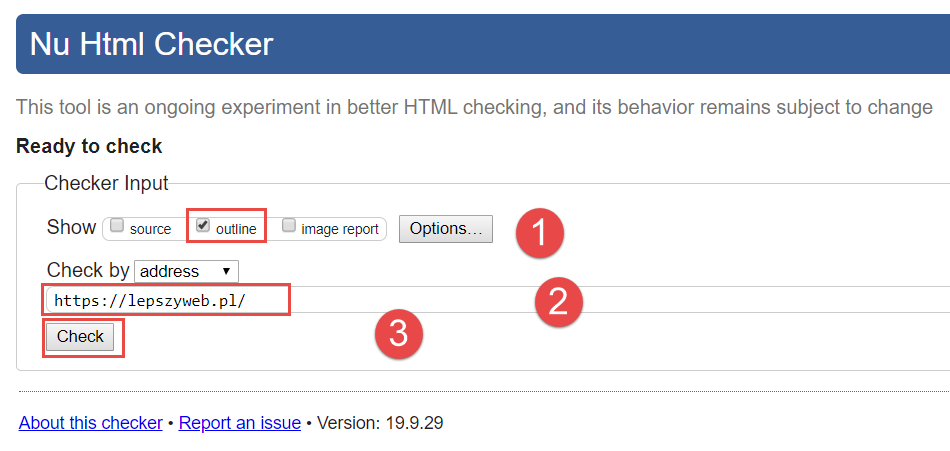 Nu Html Checker
This tool is an ongoing experiment in better HTML checking, and its behavior remains subject to change
Ready to check
Checker Input
Show source outline image report Options... 1
Check by address
https://lepszyweb.pl/ 2
Check 3
About this checker • Report an issue • Version: 19.9.29